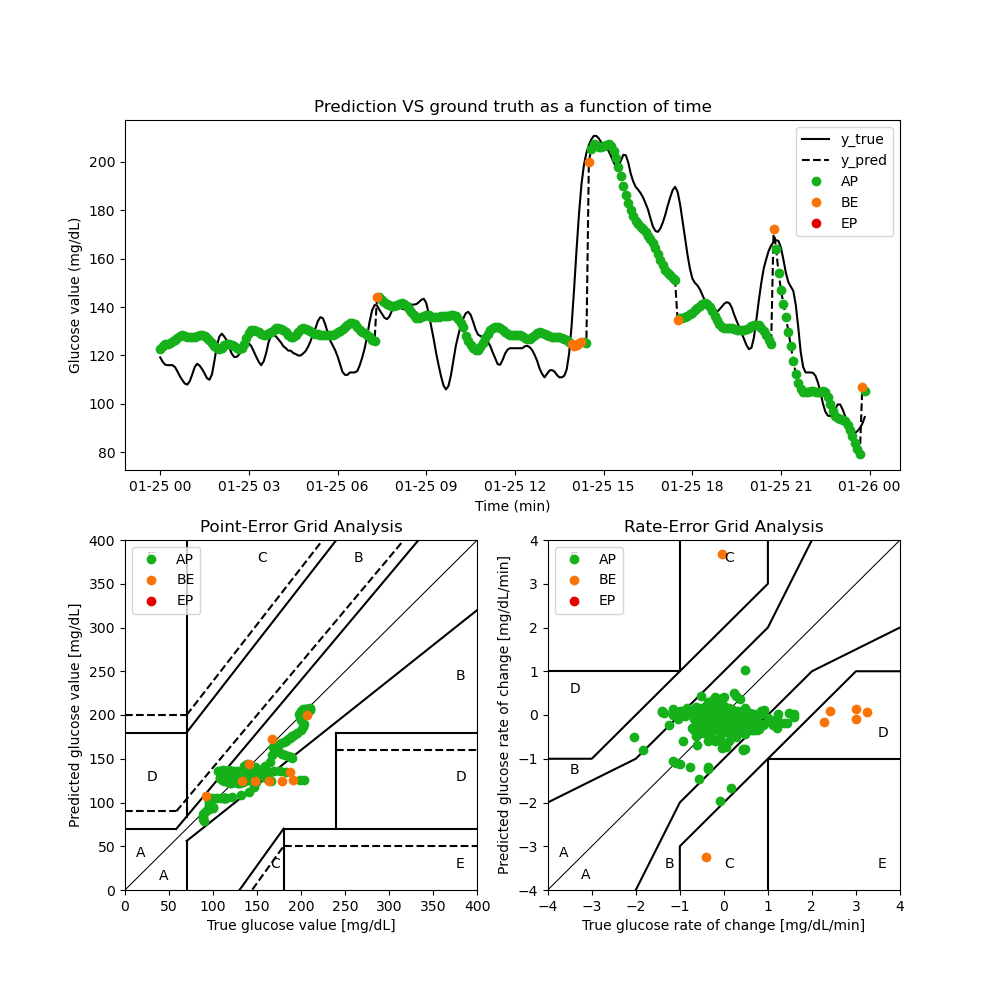 Prediction VS ground truth as a function of time
Glucose value (mg/dL)
200
180
160
140
120
100
80
y_true
y_pred
AP
BE
EP
01-25 00 01-25 03 01-25 06 01-25 09 01-25 12 01-25 15 01-25 18 01-25 21 01-26 00
Time (min)
Point-Error Grid Analysis
Predicted glucose value [mg/dL]
400
350
300
250
200
150
100
50
0
AP
BE
EP
C
B
B
D
D
A
A
C
E
0 50 100 150 200 250 300 350 400
True glucose value [mg/dL]
Rate-Error Grid Analysis
Predicted glucose rate of change [mg/dL/min]
4
3
2
1
0
−1
−2
−3
−4
AP
BE
EP
C
D
D
B
A
A
B
C
E
−4 −3 −2 −1 0 1 2 3 4
True glucose rate of change [mg/dL/min]